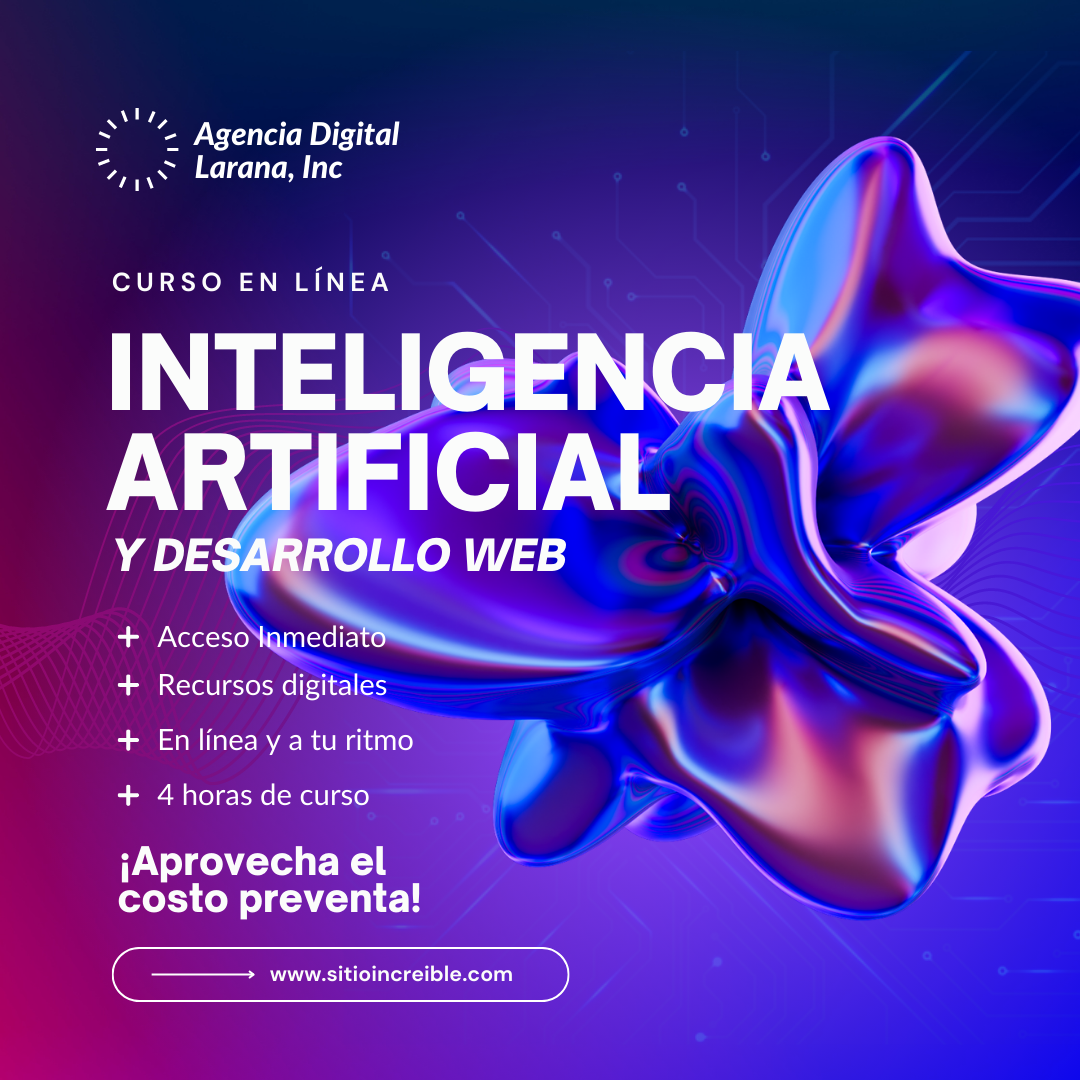 Agencia Digital
Larana, Inc
CURSO EN LÍNEA
INTELIGENCIA
ARTIFICIAL
Y DESARROLLO WEB
+ Acceso Inmediato
+ Recursos digitales
+ En línea y a tu ritmo
+ 4 horas de curso
¡Aprovecha el
costo preventa!
www.sitioincreible.com